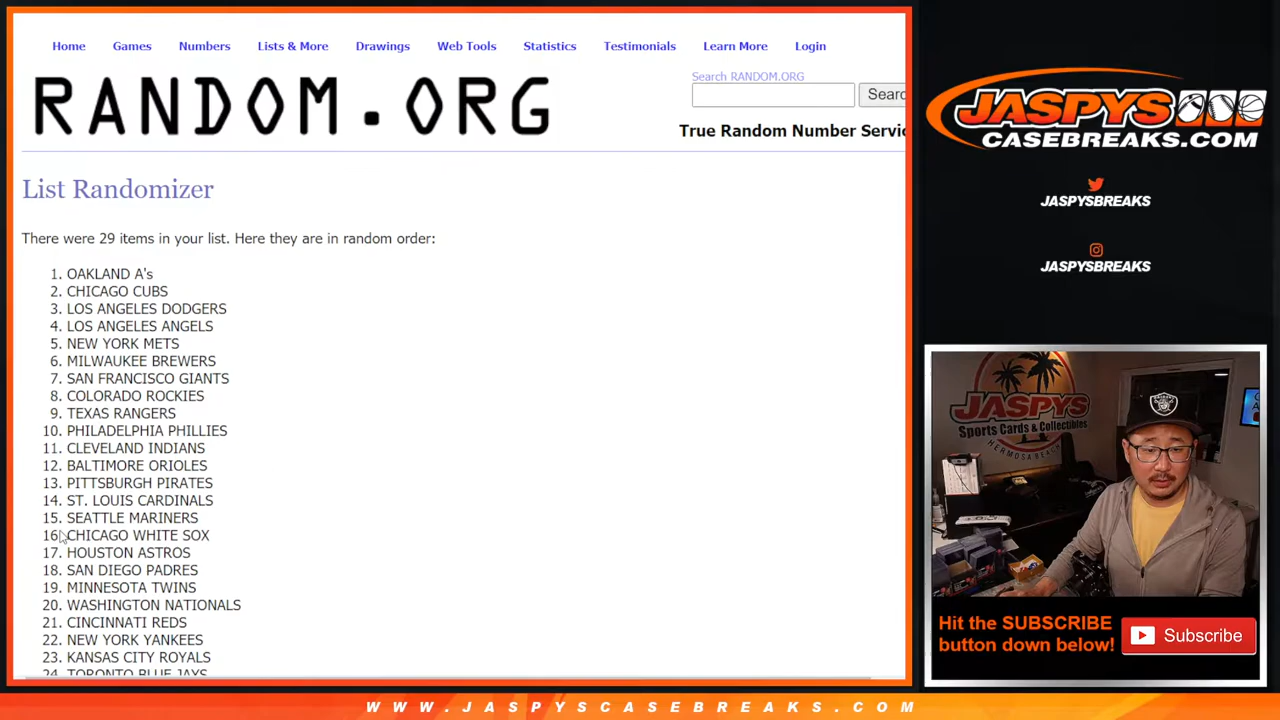 Home Games Numbers Lists & More Drawings Web Tools Statistics Testimonials Learn More Login
RANDOM.ORG
Search RANDOM.ORG
Searc
True Random Number Servic
List Randomizer
There were 29 items in your list. Here they are in random order:
1. OAKLAND A's
2. CHICAGO CUBS
3. LOS ANGELES DODGERS
4. LOS ANGELES ANGELS
5. NEW YORK METS
6. MILWAUKEE BREWERS
7. SAN FRANCISCO GIANTS
8. COLORADO ROCKIES
9. TEXAS RANGERS
10. PHILADELPHIA PHILLIES
11. CLEVELAND INDIANS
12. BALTIMORE ORIOLES
13. PITTSBURGH PIRATES
14. ST. LOUIS CARDINALS
15. SEATTLE MARINERS
16. CHICAGO WHITE SOX
17. HOUSTON ASTROS
18. SAN DIEGO PADRES
19. MINNESOTA TWINS
20. WASHINGTON NATIONALS
21. CINCINNATI REDS
22. NEW YORK YANKEES
23. KANSAS CITY ROYALS
24. TORONTO BLUE JAYS
JASPYS
CASEBREAKS.COM
JASPYSBREAKS
JASPYSBREAKS
JASPYS
Sports Cards & Collectibles
HERMOSA BEACH
Hit the SUBSCRIBE
button down below!
Subscribe
WWW.JASPYSCASEBREAKS.COM